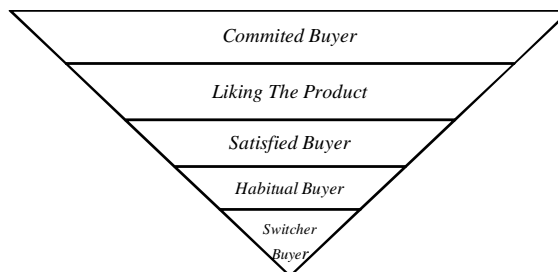 Commited Buyer
Liking The Product
Satisfied Buyer
Habitual Buyer
Switcher
Buyer